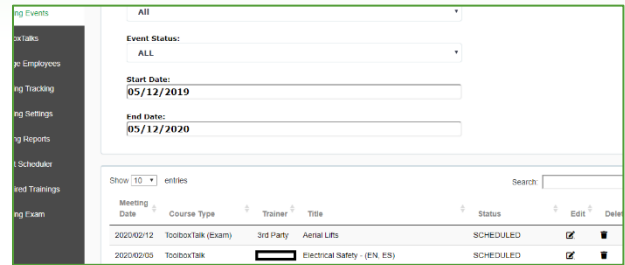 ng Events
All
Event Status:
oxTalks
ALL
ge Employees
Start Date:
ing Tracking
05/12/2019
ing Settings
End Date:
05/12/2020
ng Reports
t Scheduler
Show 10 entries
Search:
ired Trainings
Meeting Date Course Type Trainer Title Status Edit Delet
ng Exam
2020/02/12 ToolboxTalk (Exam) 3rd Party Aerial Lifts SCHEDULED
2020/02/05 ToolboxTalk Electrical Safety - (EN, ES) SCHEDULED